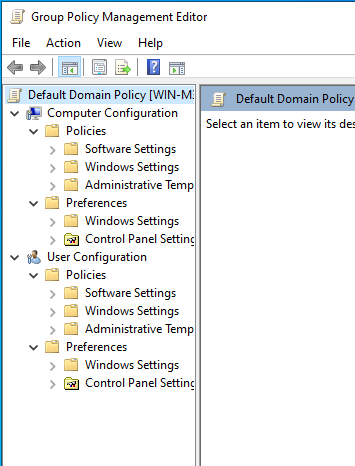 Group Policy Management Editor
File Action View Help
Default Domain Policy [WIN-M
Computer Configuration
Policies
Software Settings
Windows Settings
Administrative Temp
Preferences
Windows Settings
Control Panel Setting
User Configuration
Policies
Software Settings
Windows Settings
Administrative Temp
Preferences
Windows Settings
Control Panel Setting
Default Domain Policy
Select an item to view its des